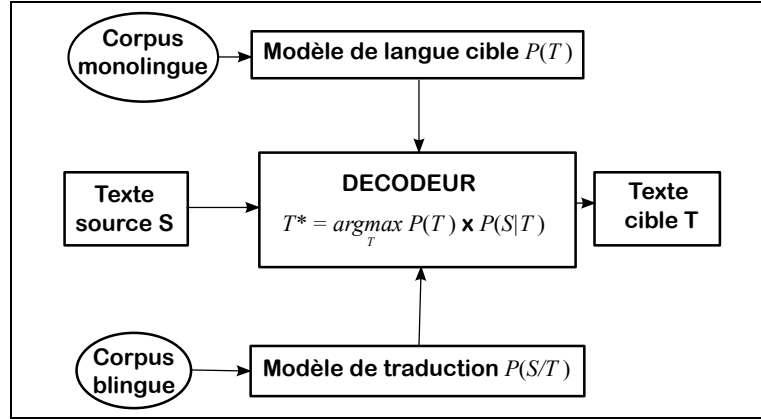 Corpus
monolingue
Modèle de langue cible P(T)
Texte
source S
DECODEUR
T* = argmax P(T) x P(S|T)
T
Texte
cible T
Corpus
blingue
Modèle de traduction P(S/T)